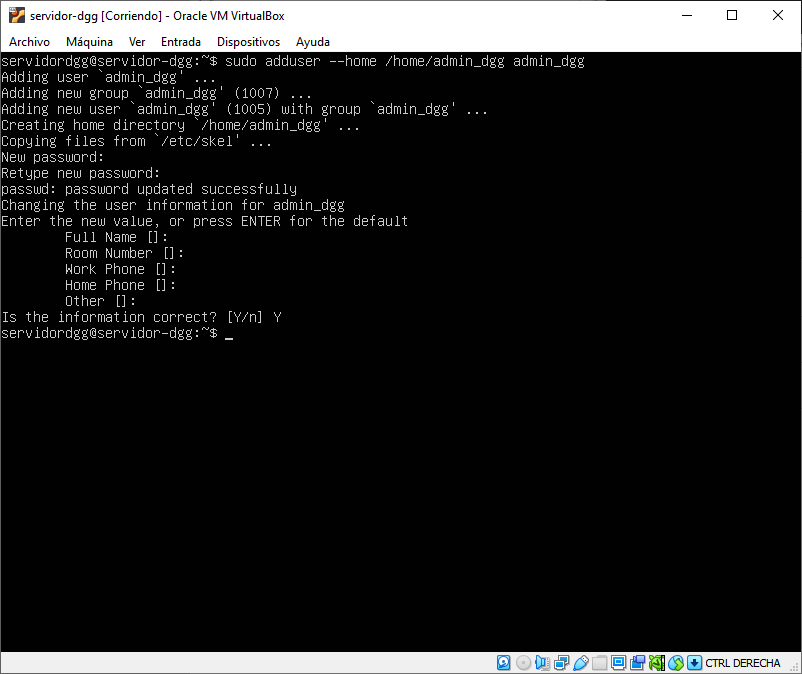 servidor-dgg [Corriendo] - Oracle VM VirtualBox
Archivo Máquina Ver Entrada Dispositivos Ayuda
servidordgg@servidor-dgg:~$ sudo adduser --home /home/admin_dgg admin_dgg
Adding user `admin_dgg' ...
Adding new group `admin_dgg' (1007) ...
Adding new user `admin_dgg' (1005) with group `admin_dgg' ...
Creating home directory `/home/admin_dgg' ...
Copying files from `/etc/skel' ...
New password:
Retype new password:
passwd: password updated successfully
Changing the user information for admin_dgg
Enter the new value, or press ENTER for the default
Full Name []:
Room Number []:
Work Phone []:
Home Phone []:
Other []:
Is the information correct? [Y/n] Y
servidordgg@servidor-dgg:~$ _
CTRL DERECHA